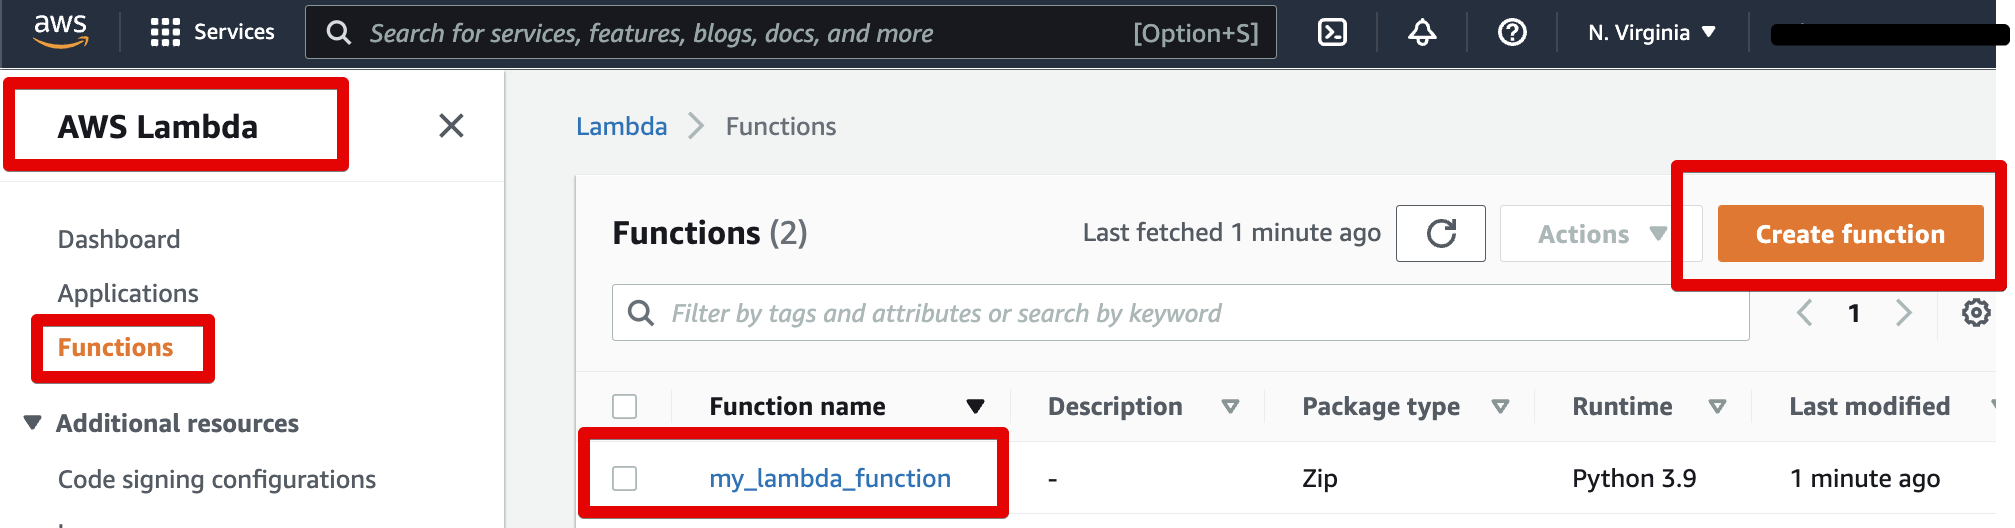 aws Services Search for services, features, blogs, docs, and more [Option+S] N. Virginia
AWS Lambda
Lambda Functions
Dashboard
Applications
Functions
Additional resources
Code signing configurations
Functions (2) Last fetched 1 minute ago Actions Create function
Filter by tags and attributes or search by keyword 1
Function name Description Package type Runtime Last modified
my_lambda_function - Zip Python 3.9 1 minute ago